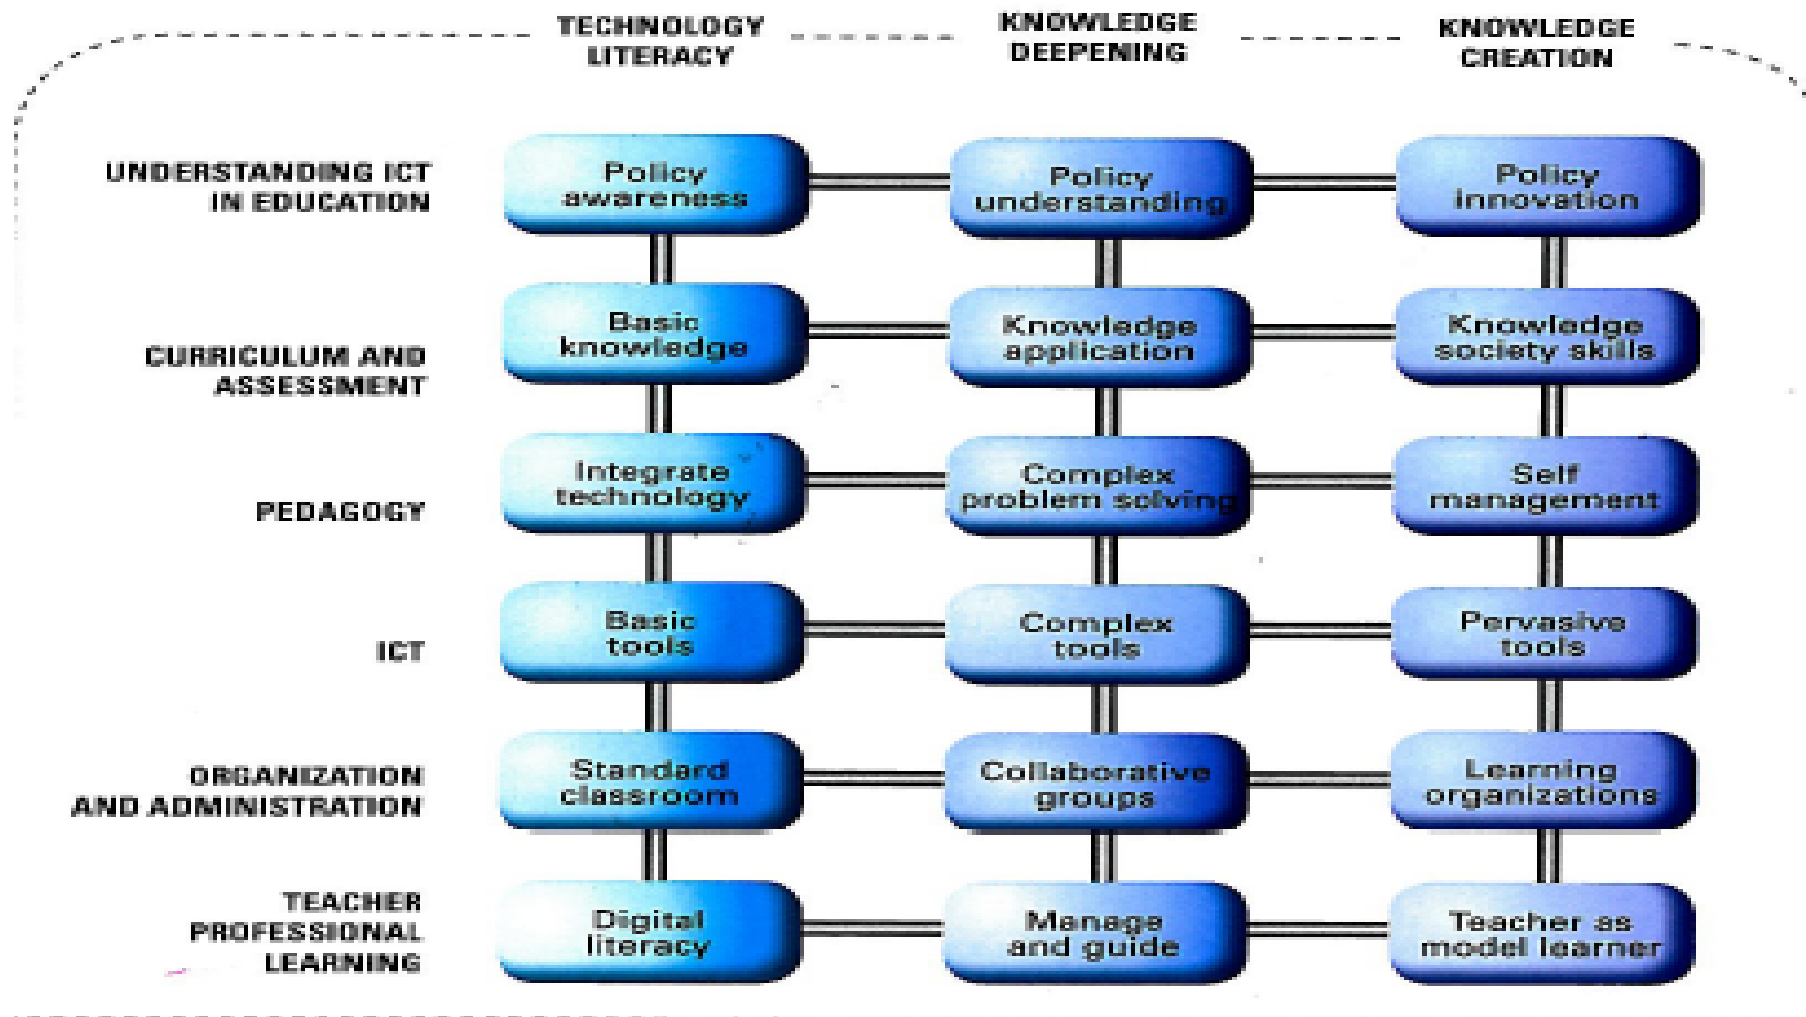 TECHNOLOGY
LITERACY
KNOWLEDGE
DEEPENING
KNOWLEDGE
CREATION
UNDERSTANDING ICT
IN EDUCATION
Policy
awareness
Policy
understanding
Policy
innovation
CURRICULUM AND
ASSESSMENT
Basic
knowledge
Knowledge
application
Knowledge
society skills
PEDAGOGY
Integrate
technology
Complex
problem solving
Self
management
ICT
Basic
tools
Complex
tools
Pervasive
tools
ORGANIZATION
AND ADMINISTRATION
Standard
classroom
Collaborative
groups
Learning
organizations
TEACHER
PROFESSIONAL
LEARNING
Digital
literacy
Manage
and guide
Teacher as
model learner